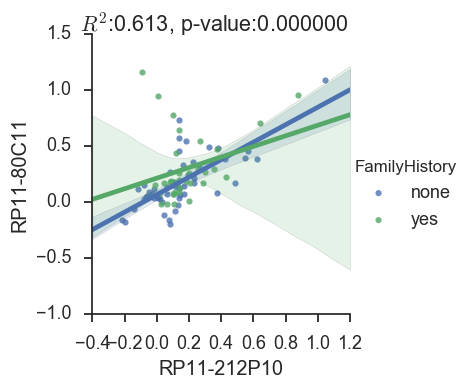 R²:0.613, p-value:0.000000
1.5
1.0
0.5
0.0
−0.5
−1.0
RP11-80C11
−0.4 −0.2 0.0 0.2 0.4 0.6 0.8 1.0 1.2
RP11-212P10
FamilyHistory
none
yes